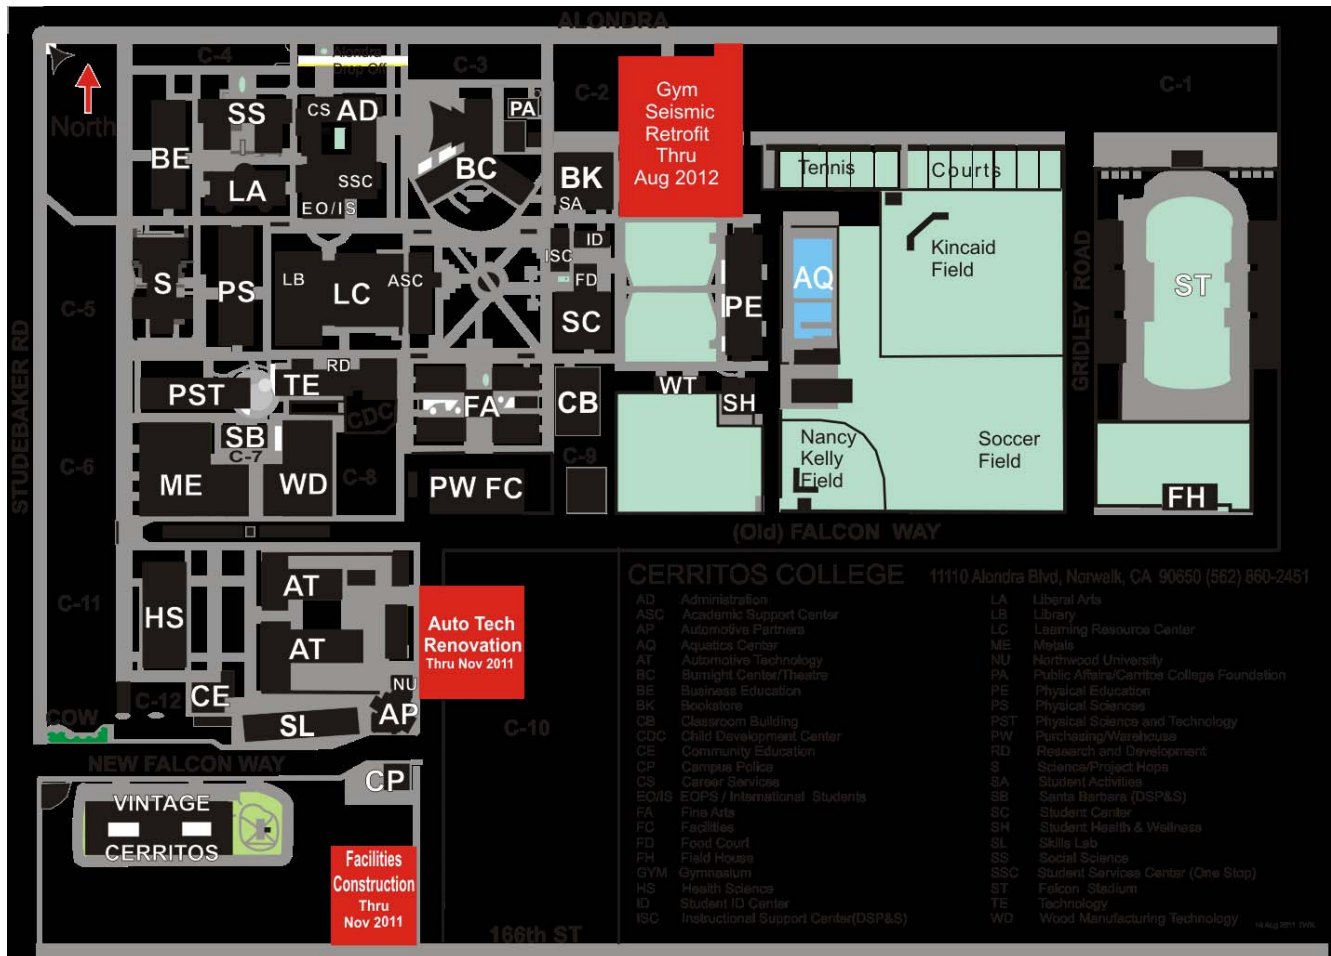 ALONDRA
C-4
Alondra
Drop Off
C-3
C-2
C-1
North
SS
CS AD
PA
BE
BC
BK
SA
LA
SSC
EO/IS
Gym
Seismic
Retrofit
Thru
Aug 2012
Tennis Courts
Kincaid
Field
GRIDLEY ROAD
ST
STUDEBAKER RD
C-5
S
PS
LB
LC
ASC
ISC
ID
FD
SC
PE
AQ
PST
TE
RD
CDC
FA
CB
WT
SH
SB
C-7
C-6
ME
WD
C-8
PW FC
C-9
Nancy
Kelly
Field
Soccer
Field
FH
(Old) FALCON WAY
C-11
HS
AT
AT
Auto Tech
Renovation
Thru Nov 2011
NU
AP
CE
C-12
SL
COW
C-10
NEW FALCON WAY
CP
VINTAGE
CERRITOS
Facilities
Construction
Thru
Nov 2011
166th ST
CERRITOS COLLEGE 11110 Alondra Blvd, Norwalk, CA 90650 (562) 860-2451
AD Administration
ASC Academic Support Center
AP Automotive Partners
AQ Aquatics Center
AT Automotive Technology
BC Burnight Center/Theatre
BE Business Education
BK Bookstore
CB Classroom Building
CDC Child Development Center
CE Community Education
CP Campus Police
CS Career Services
EO/IS EOPS / International Students
FA Fine Arts
FC Facilities
FD Food Court
FH Field House
GYM Gymnasium
HS Health Science
ID Student ID Center
ISC Instructional Support Center(DSP&S)
LA Liberal Arts
LB Library
LC Learning Resource Center
ME Metals
NU Northwood University
PA Public Affairs/Cerritos College Foundation
PE Physical Education
PS Physical Sciences
PST Physical Science and Technology
PW Purchasing/Warehouse
RD Research and Development
S Science/Project Hope
SA Student Activities
SB Santa Barbara (DSP&S)
SC Student Center
SH Student Health & Wellness
SL Skills Lab
SS Social Science
SSC Student Services Center (One Stop)
ST Falcon Stadium
TE Technology
WD Wood Manufacturing Technology